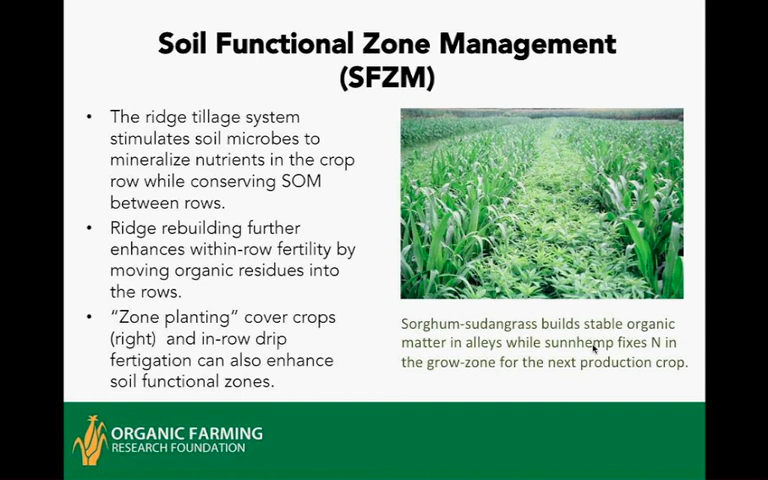 Soil Functional Zone Management
(SFZM)
• The ridge tillage system
stimulates soil microbes to
mineralize nutrients in the crop
row while conserving SOM
between rows.
• Ridge rebuilding further
enhances within-row fertility by
moving organic residues into
the rows.
• “Zone planting” cover crops
(right) and in-row drip
fertigation can also enhance
soil functional zones.
Sorghum-sudangrass builds stable organic
matter in alleys while sunnhemp fixes N in
the grow-zone for the next production crop.
ORGANIC FARMING
RESEARCH FOUNDATION